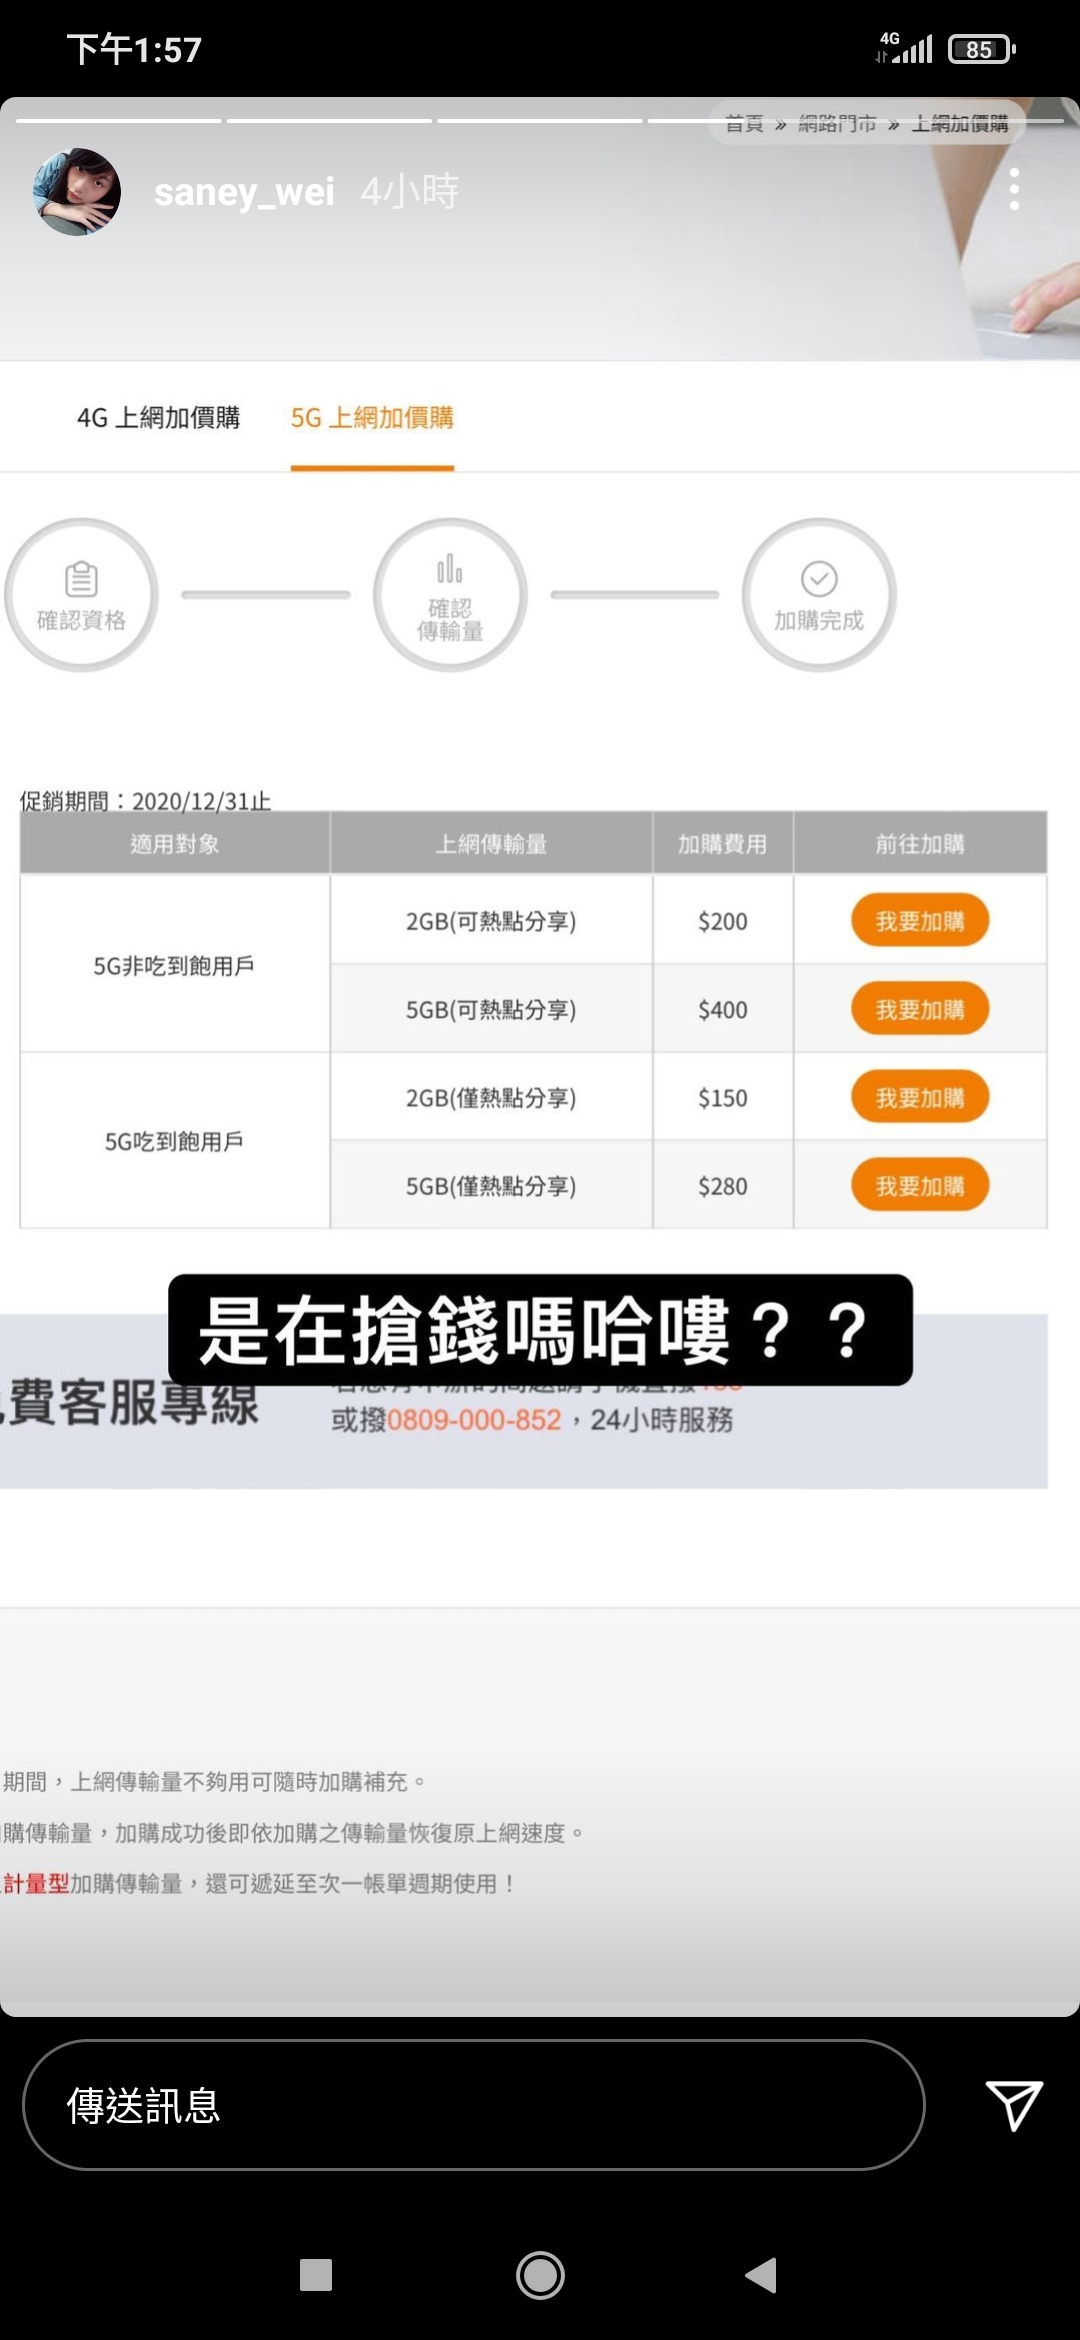 下午1:57
4G
85
首頁 » 網路門市 » 上網加價購
saney_wei 4小時
4G 上網加價購 5G 上網加價購
確認資格
確認
傳輸量
加購完成
促銷期間：2020/12/31止
適用對象 上網傳輸量 加購費用 前往加購
5G非吃到飽用戶
2GB(可熱點分享) $200 我要加購
5GB(可熱點分享) $400 我要加購
5G吃到飽用戶
2GB(僅熱點分享) $150 我要加購
5GB(僅熱點分享) $280 我要加購
是在搶錢嗎哈嘍？？
費客服專線
或撥0809-000-852，24小時服務
期間，上網傳輸量不夠用可隨時加購補充。
購傳輸量，加購成功後即依加購之傳輸量恢復原上網速度。
計量型加購傳輸量，還可遞延至次一帳單週期使用！
傳送訊息